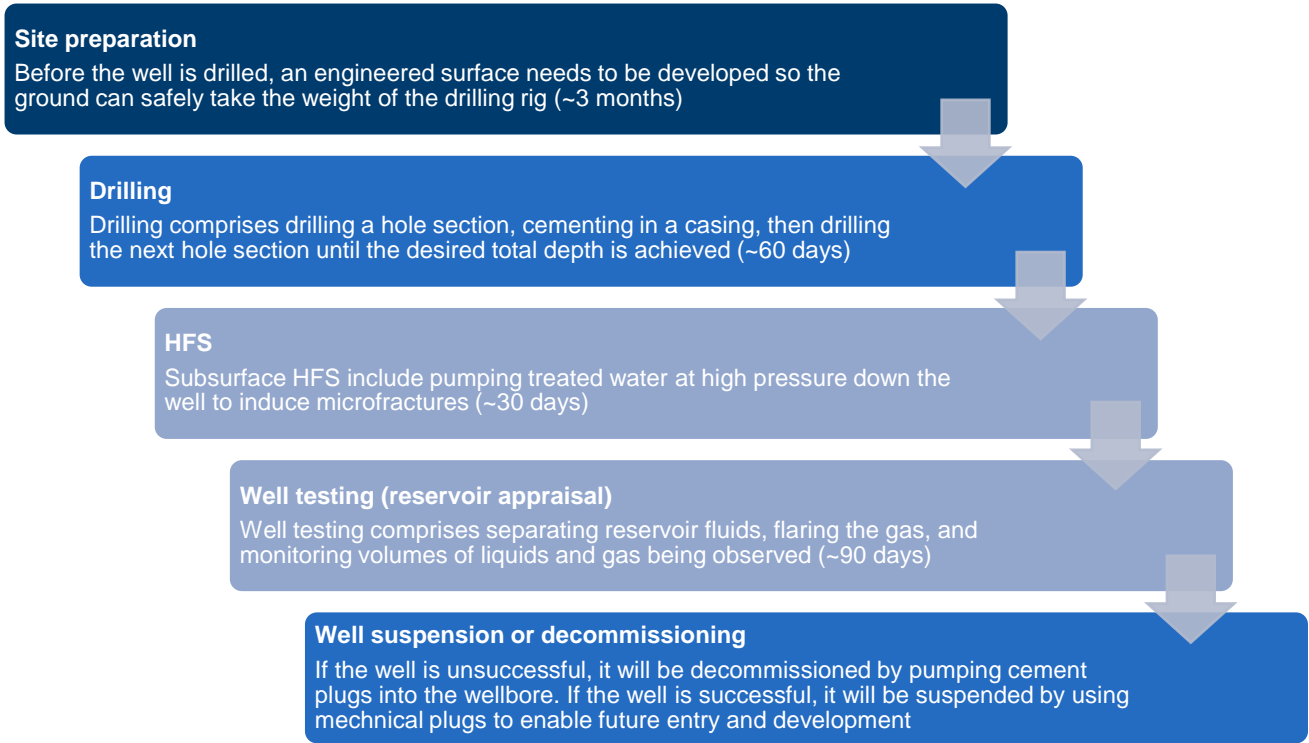 Site preparation
Before the well is drilled, an engineered surface needs to be developed so the
ground can safely take the weight of the drilling rig (~3 months)
Drilling
Drilling comprises drilling a hole section, cementing in a casing, then drilling
the next hole section until the desired total depth is achieved (~60 days)
HFS
Subsurface HFS include pumping treated water at high pressure down the
well to induce microfractures (~30 days)
Well testing (reservoir appraisal)
Well testing comprises separating reservoir fluids, flaring the gas, and
monitoring volumes of liquids and gas being observed (~90 days)
Well suspension or decommissioning
If the well is unsuccessful, it will be decommissioned by pumping cement
plugs into the wellbore. If the well is successful, it will be suspended by using
mechnical plugs to enable future entry and development